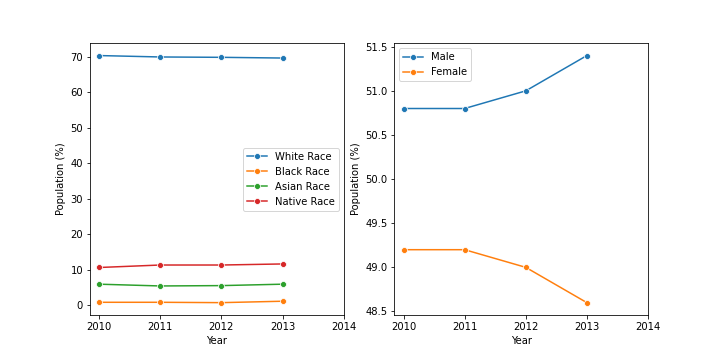 70
60
50
40
30
20
10
0
Population (%)
White Race
Black Race
Asian Race
Native Race
2010 2011 2012 2013 2014
Year
51.5
51.0
50.5
50.0
49.5
49.0
48.5
Population (%)
Male
Female
2010 2011 2012 2013 2014
Year